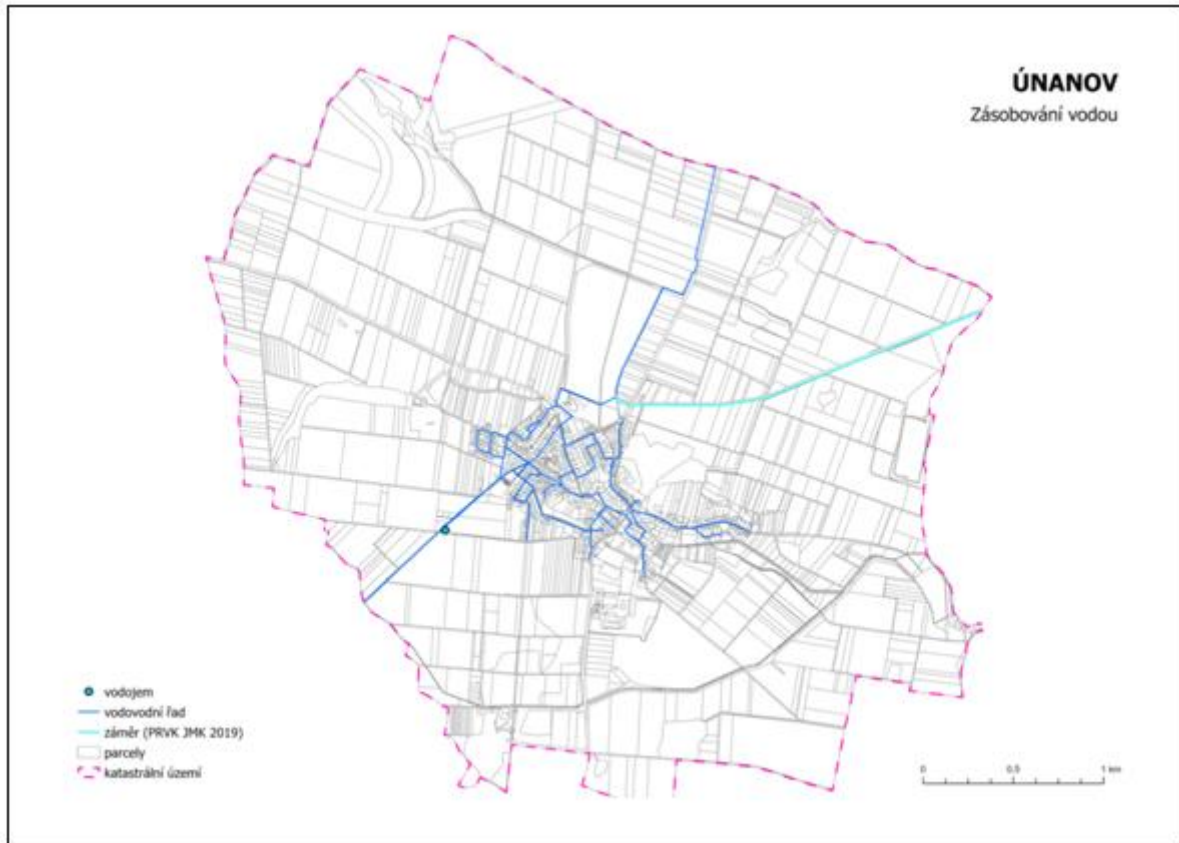 ÚNANOV
Zásobování vodou
vodojem
vodovodní řad
záměr (PRVK JMK 2019)
parcely
katastrální území
0 0,5 1 km